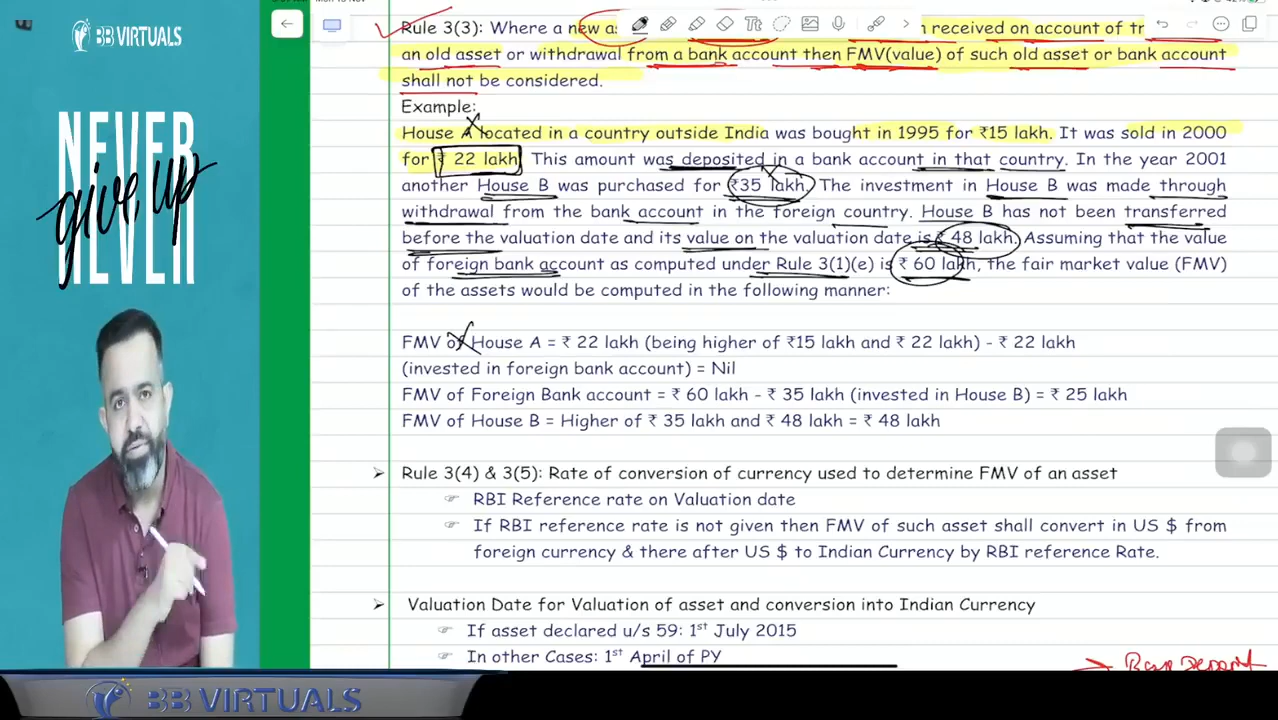 BB VIRTUALS
NEVER
give up
NEVER
Rule 3(3): Where a new as received on account of tr
an old asset or withdrawal from a bank account then FMV(value) of such old asset or bank account
shall not be considered.
Example:
House A located in a country outside India was bought in 1995 for ₹15 lakh. It was sold in 2000
for ₹ 22 lakh. This amount was deposited in a bank account in that country. In the year 2001
another House B was purchased for ₹35 lakh. The investment in House B was made through
withdrawal from the bank account in the foreign country. House B has not been transferred
before the valuation date and its value on the valuation date is ₹ 48 lakh. Assuming that the value
of foreign bank account as computed under Rule 3(1)(e) is ₹ 60 lakh, the fair market value (FMV)
of the assets would be computed in the following manner:
FMV of House A = ₹ 22 lakh (being higher of ₹15 lakh and ₹ 22 lakh) - ₹ 22 lakh
(invested in foreign bank account) = Nil
FMV of Foreign Bank account = ₹ 60 lakh - ₹ 35 lakh (invested in House B) = ₹ 25 lakh
FMV of House B = Higher of ₹ 35 lakh and ₹ 48 lakh = ₹ 48 lakh
Rule 3(4) & 3(5): Rate of conversion of currency used to determine FMV of an asset
RBI Reference rate on Valuation date
If RBI reference rate is not given then FMV of such asset shall convert in US $ from
foreign currency & there after US $ to Indian Currency by RBI reference Rate.
Valuation Date for Valuation of asset and conversion into Indian Currency
If asset declared u/s 59: 1st July 2015
In other Cases: 1st April of PY
BB VIRTUALS